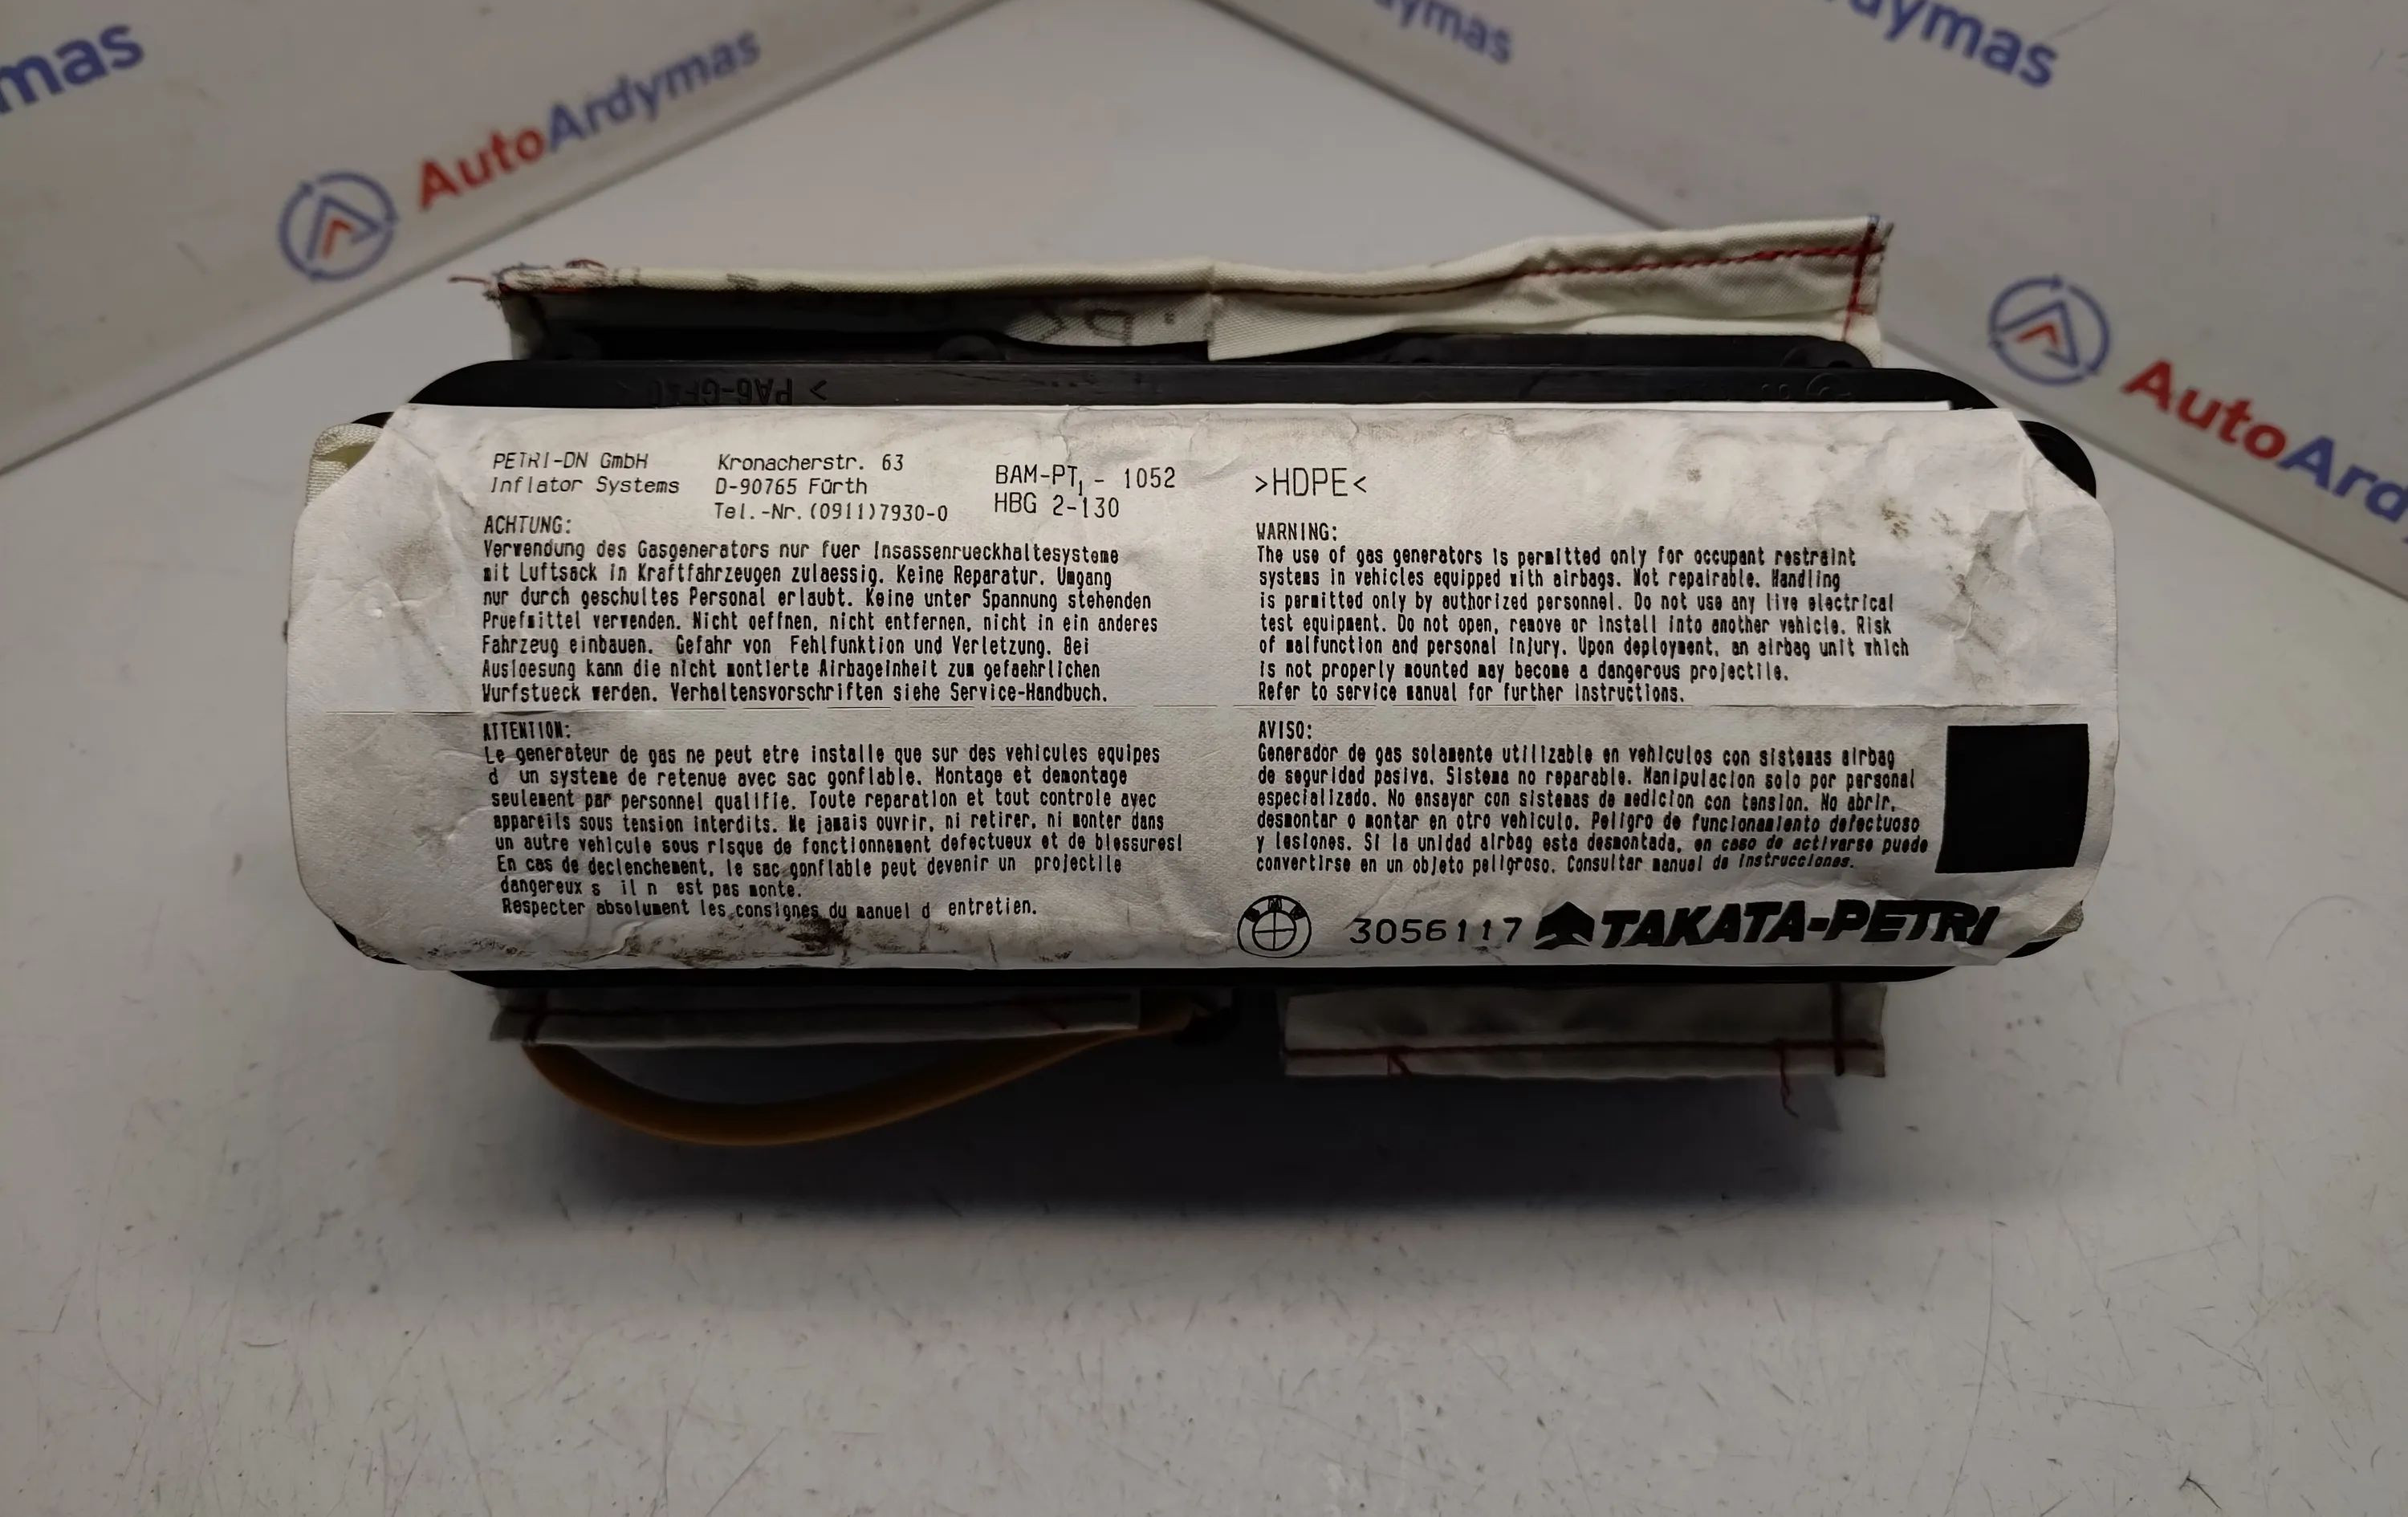 mas
AutoArdymas
dymas
dymas
AutoArdy
PETRI-DN GmbH
Inflator Systems
Kronacherstr. 63
D-90765 Fürth
Tel.-Nr.(0911)7930-0
BAM-PT1 - 1052
HBG 2-130
>HDPE<
ACHTUNG:
Verwendung des Gasgenerators nur fuer Insassenrueckhaltesysteme
mit Luftsack in Kraftfahrzeugen zulaessig. Keine Reparatur. Umgang
nur durch geschultes Personal erlaubt. Keine unter Spannung stehenden
Pruefmittel verwenden. Nicht oeffnen, nicht entfernen, nicht in ein anderes
Fahrzeug einbauen. Gefahr von Fehlfunktion und Verletzung. Bei
Ausloesung kann die nicht montierte Airbageinheit zum gefaehrlichen
Wurfstueck werden. Verhaltensvorschriften siehe Service-Handbuch.
WARNING:
The use of gas generators is permitted only for occupant restraint
systems in vehicles equipped with airbags. Not repairable. Handling
is permitted only by authorized personnel. Do not use any live electrical
test equipment. Do not open, remove or install into another vehicle. Risk
of malfunction and personal injury. Upon deployment, an airbag unit which
is not properly mounted may become a dangerous projectile.
Refer to service manual for further instructions.
ATTENTION:
Le generateur de gas ne peut etre installe que sur des vehicules equipes
d un systeme de retenue avec sac gonflable. Montage et demontage
seulement par personnel qualifie. Toute reparation et tout controle avec
appareils sous tension interdits. Ne jamais ouvrir, ni retirer, ni monter dans
un autre vehicule sous risque de fonctionnement defectueux et de blessures!
En cas de declenchement, le sac gonflable peut devenir un projectile
dangereux s il n est pas monte.
Respecter absolument les consignes du manuel d entretien.
AVISO:
Generador de gas solamente utilizable en vehiculos con sistemas airbag
de seguridad pasiva. Sistema no reparable. Manipulacion solo por personal
especializado. No ensayar con sistemas de medicion con tension. No abrir,
desmontar o montar en otro vehiculo. Peligro de funcionamiento defectuoso
y lesiones. Si la unidad airbag esta desmontada, en caso de activarse puede
convertirse en un objeto peligroso. Consultar manual de instrucciones.
BMW
3056117 TAKATA-PETRI